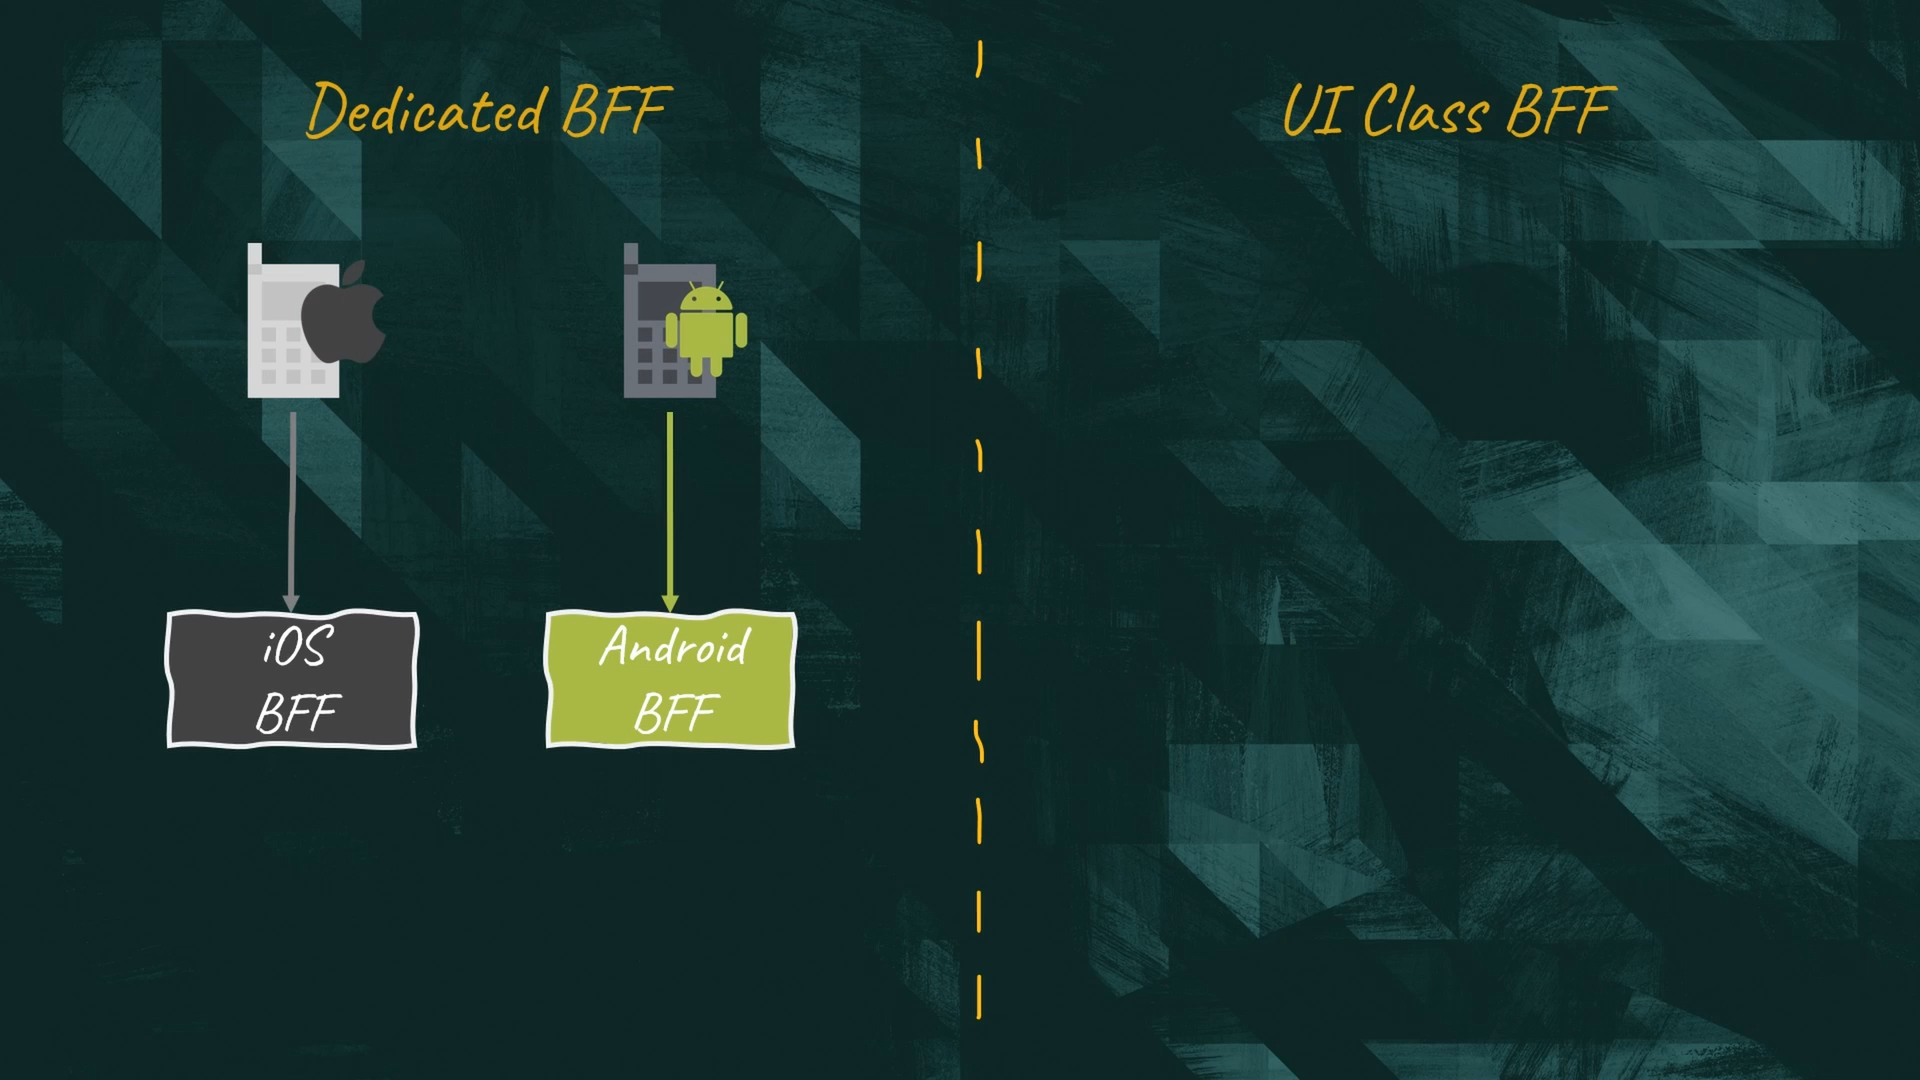 Dedicated BFF
UI Class BFF
iOS
BFF
Android
BFF